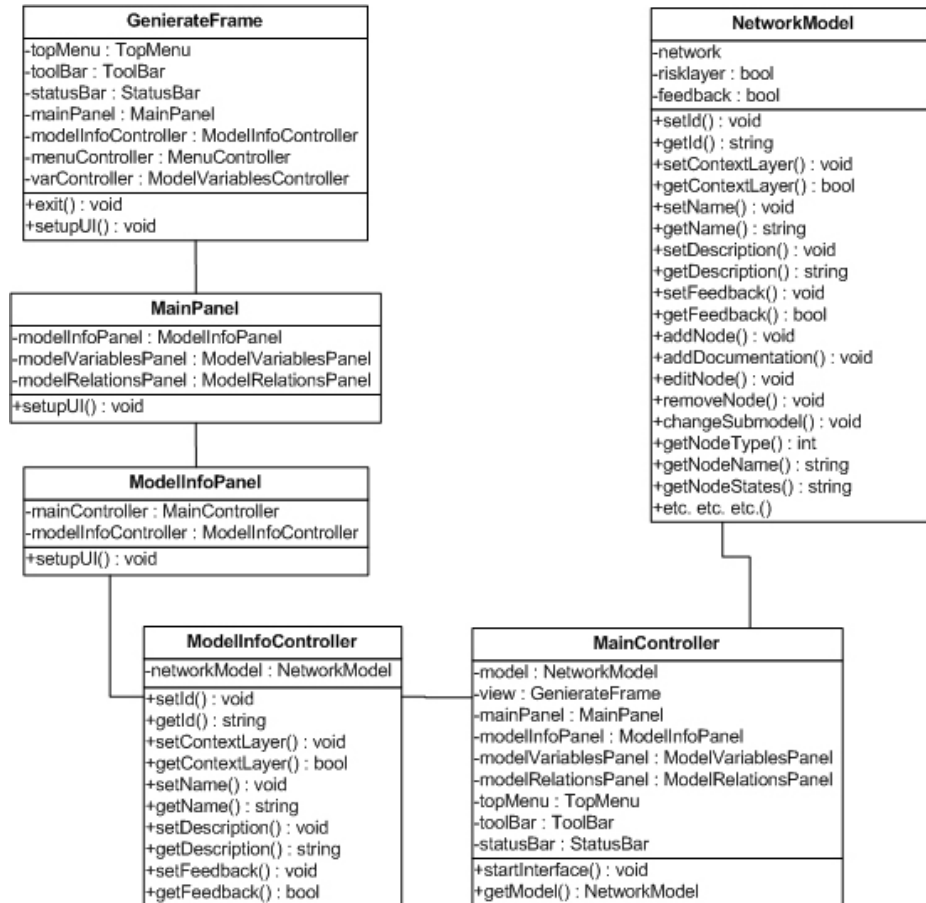 GenierateFrame
-topMenu : TopMenu
-toolBar : ToolBar
-statusBar : StatusBar
-mainPanel : MainPanel
-modelInfoController : ModelInfoController
-menuController : MenuController
-varController : ModelVariablesController
+exit() : void
+setupUI() : void
MainPanel
-modelInfoPanel : ModelInfoPanel
-modelVariablesPanel : ModelVariablesPanel
-modelRelationsPanel : ModelRelationsPanel
+setupUI() : void
ModelInfoPanel
-mainController : MainController
-modelInfoController : ModelInfoController
+setupUI() : void
ModelInfoController
-networkModel : NetworkModel
+setId() : void
+getId() : string
+setContextLayer() : void
+getContextLayer() : bool
+setName() : void
+getName() : string
+setDescription() : void
+getDescription() : string
+setFeedback() : void
+getFeedback() : bool
NetworkModel
-network
-risklayer : bool
-feedback : bool
+setId() : void
+getId() : string
+setContextLayer() : void
+getContextLayer() : bool
+setName() : void
+getName() : string
+setDescription() : void
+getDescription() : string
+setFeedback() : void
+getFeedback() : bool
+addNode() : void
+addDocumentation() : void
+editNode() : void
+removeNode() : void
+changeSubmodel() : void
+getNodeType() : int
+getNodeName() : string
+getNodeStates() : string
+etc. etc. etc.()
MainController
-model : NetworkModel
-view : GenierateFrame
-mainPanel : MainPanel
-modelInfoPanel : ModelInfoPanel
-modelVariablesPanel : ModelVariablesPanel
-modelRelationsPanel : ModelRelationsPanel
-topMenu : TopMenu
-toolBar : ToolBar
-statusBar : StatusBar
+startInterface() : void
+getModel() : NetworkModel